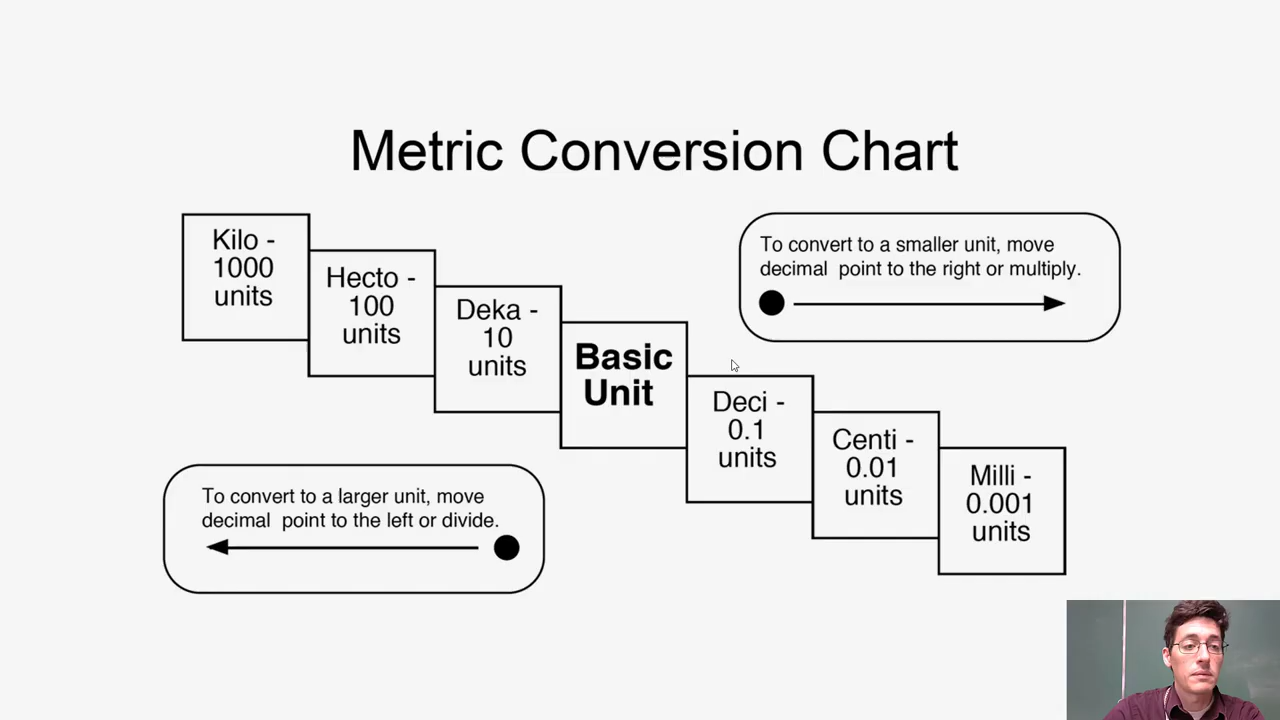 Metric Conversion Chart
Kilo -
1000
units
Hecto -
100
units
Deka -
10
units
Basic
Unit
Deci -
0.1
units
Centi -
0.01
units
Milli -
0.001
units
To convert to a smaller unit, move
decimal point to the right or multiply.
To convert to a larger unit, move
decimal point to the left or divide.